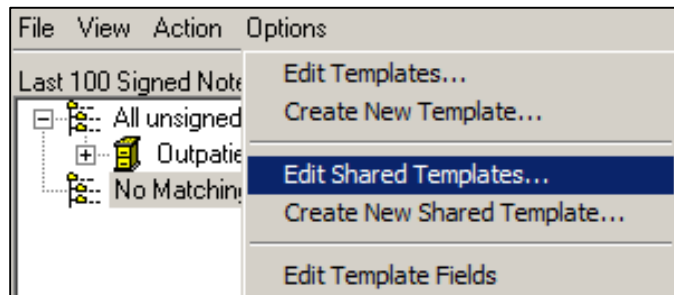 File View Action Options
Last 100 Signed Note
All unsigned
Outpatie
No Matching
Edit Templates...
Create New Template...
Edit Shared Templates...
Create New Shared Template...
Edit Template Fields